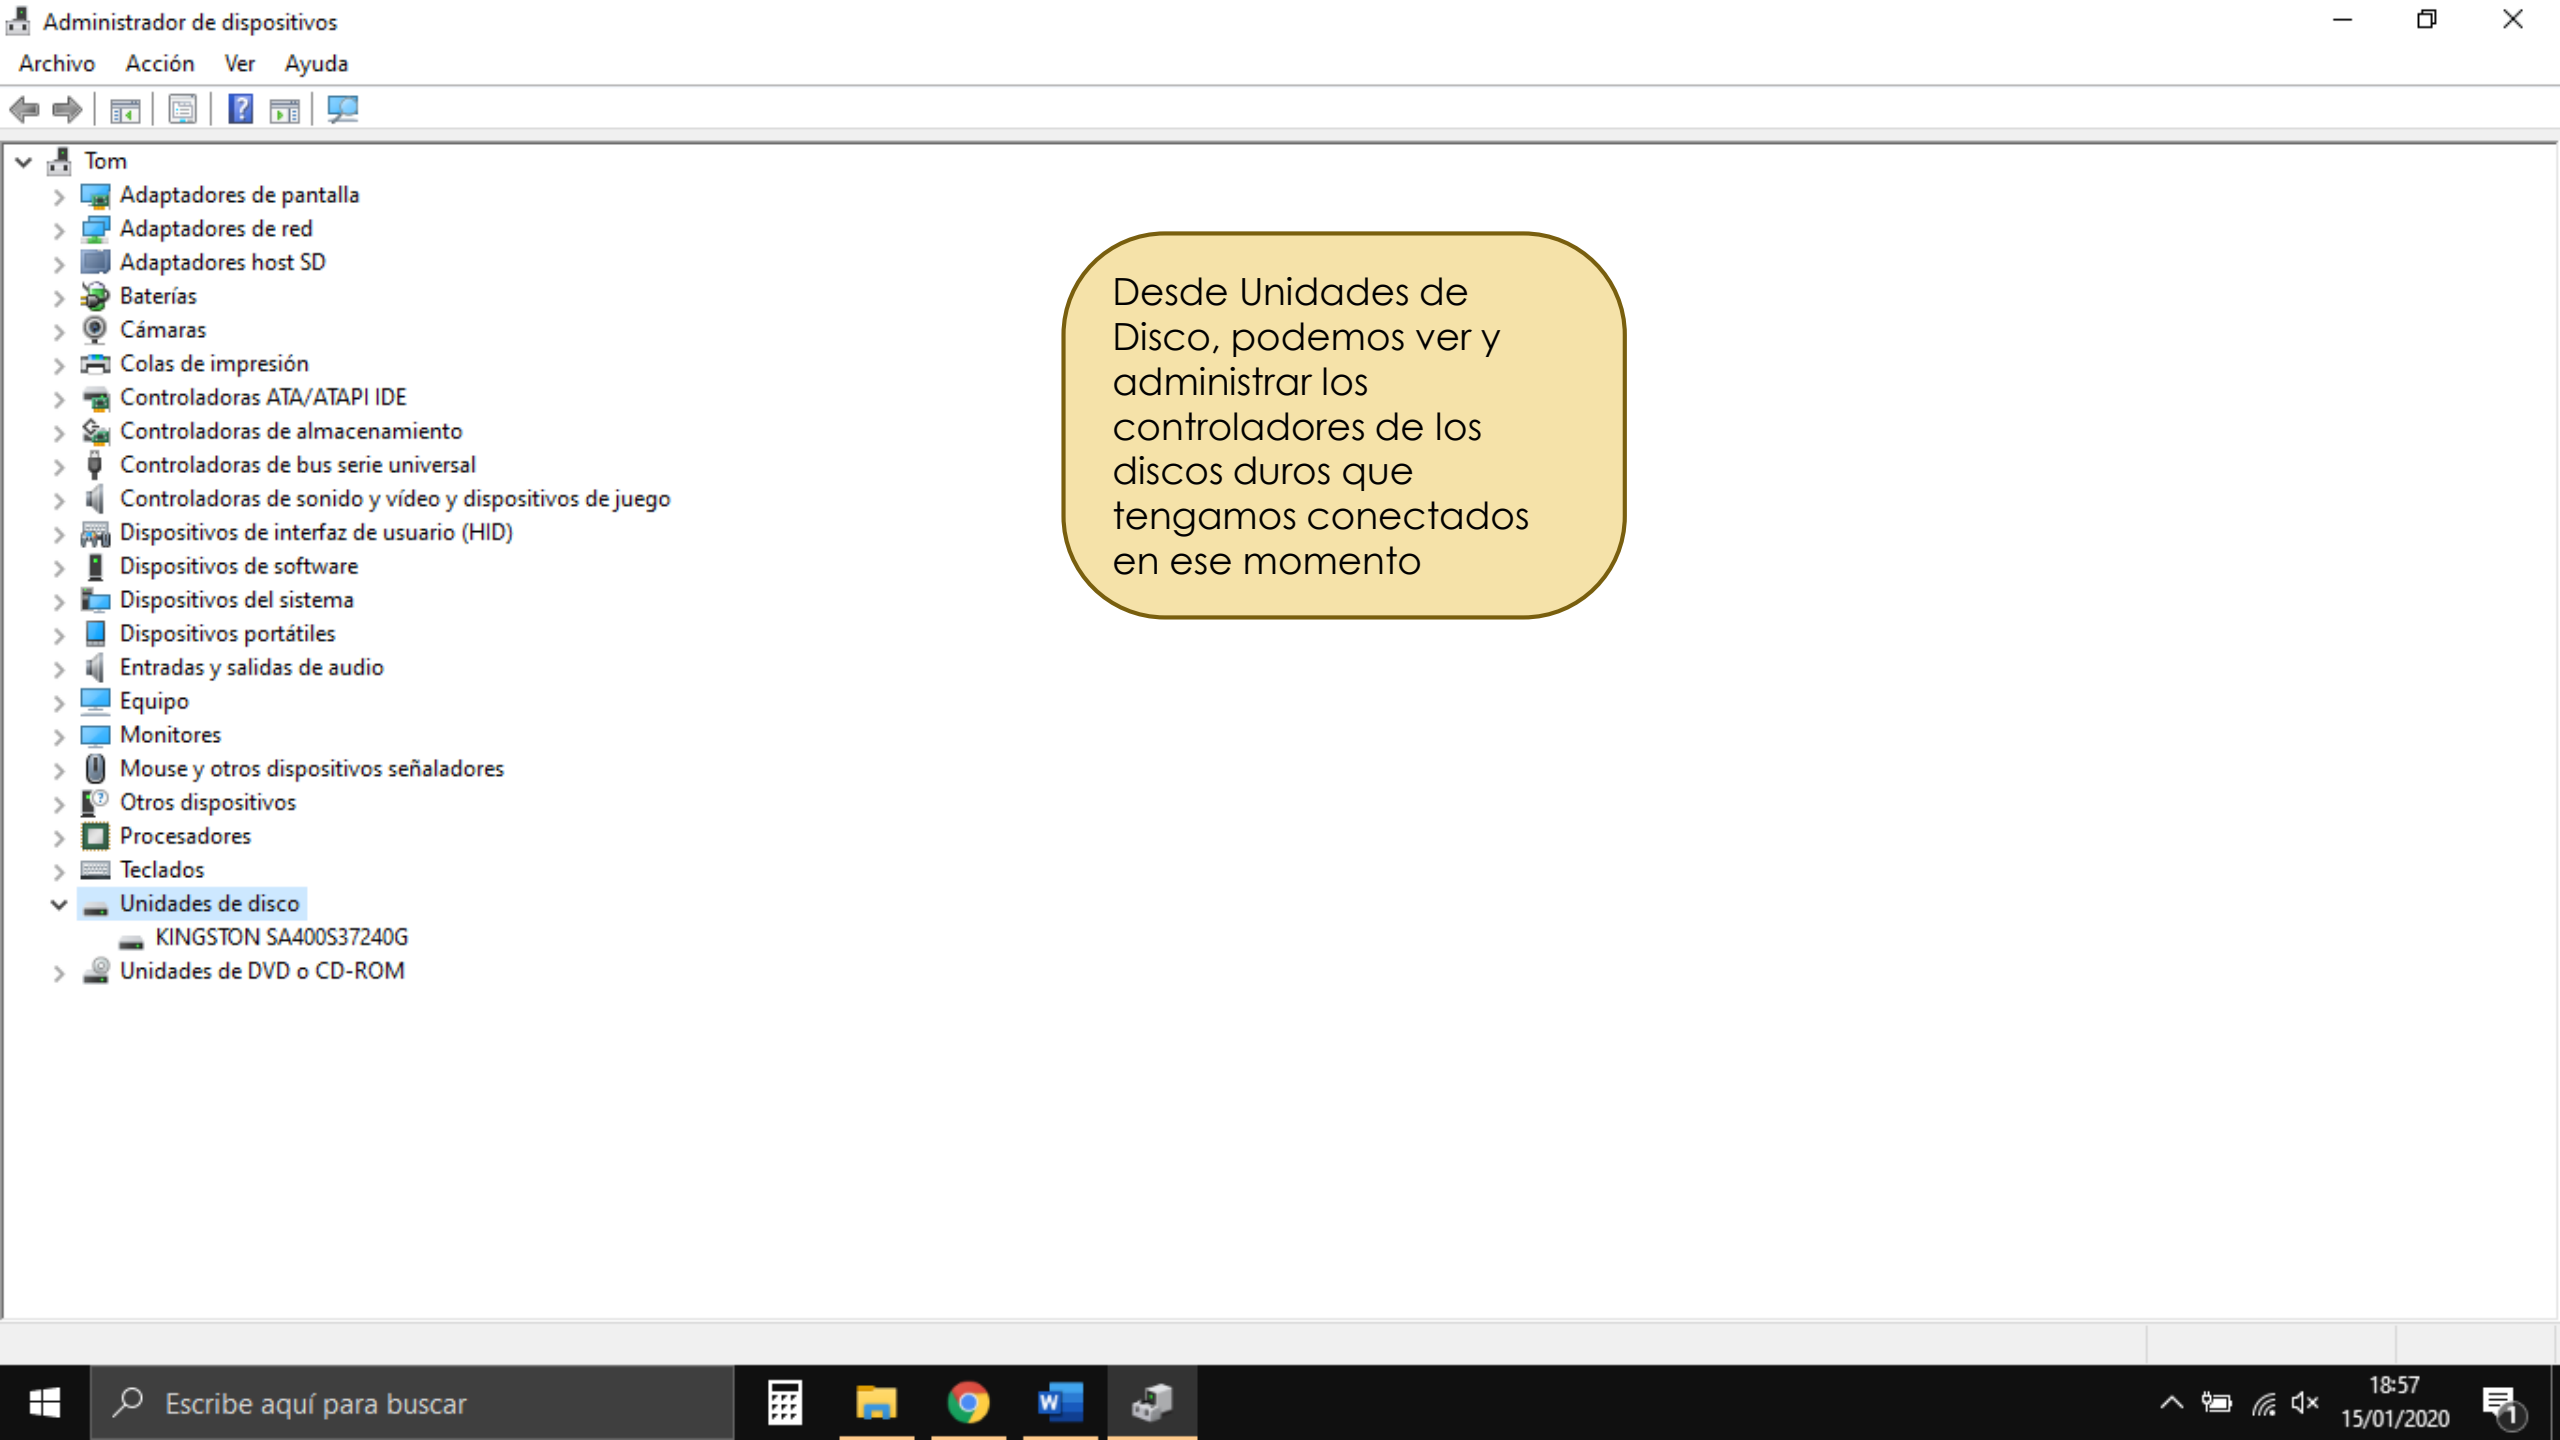 Administrador de dispositivos
Archivo Acción Ver Ayuda
Tom
Adaptadores de pantalla
Adaptadores de red
Adaptadores host SD
Baterías
Cámaras
Colas de impresión
Controladoras ATA/ATAPI IDE
Controladoras de almacenamiento
Controladoras de bus serie universal
Controladoras de sonido y vídeo y dispositivos de juego
Dispositivos de interfaz de usuario (HID)
Dispositivos de software
Dispositivos del sistema
Dispositivos portátiles
Entradas y salidas de audio
Equipo
Monitores
Mouse y otros dispositivos señaladores
Otros dispositivos
Procesadores
Teclados
Unidades de disco
KINGSTON SA400S37240G
Unidades de DVD o CD-ROM
Desde Unidades de
Disco, podemos ver y
administrar los
controladores de los
discos duros que
tengamos conectados
en ese momento
Escribe aquí para buscar
W
18:57
15/01/2020
1